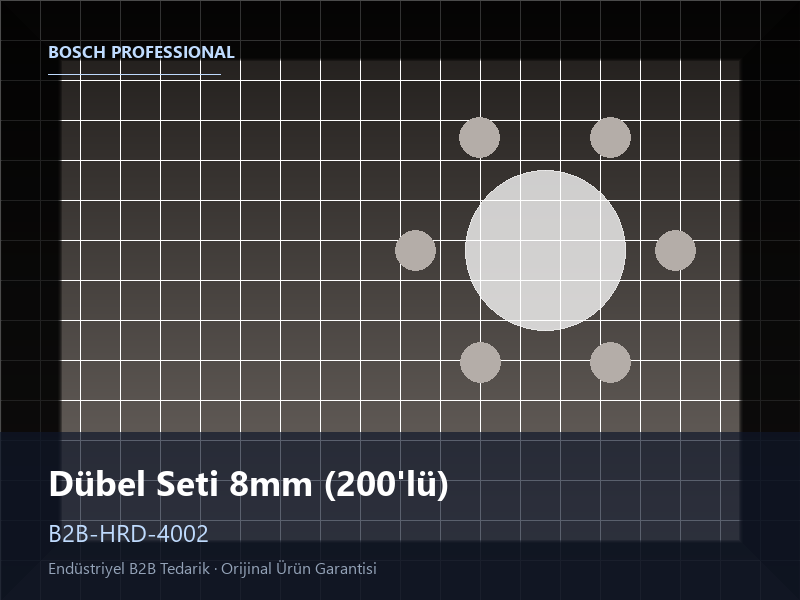 BOSCH PROFESSIONAL
Dübel Seti 8mm (200'lü)
B2B-HRD-4002
Endüstriyel B2B Tedarik · Orijinal Ürün Garantisi